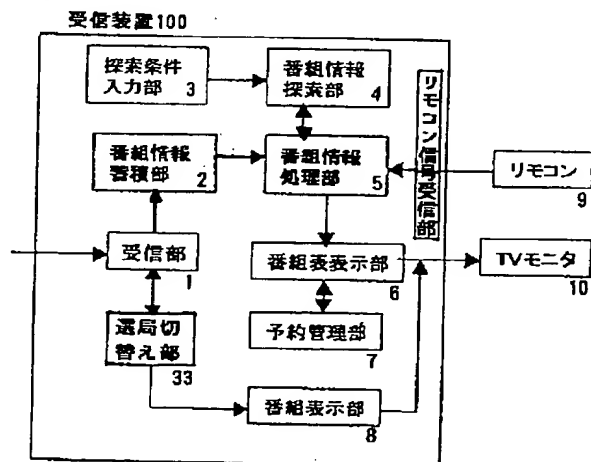 受信装置100
探索条件
入力部
3
番組情報
探索部
4
リモコン信号受信部
番組情報
蓄積部
2
番組情報
処理部
5
リモコン
9
受信部
1
番組表表示部
6
TVモニタ
10
選局切
替え部
33
予約管理部
7
番組表示部
8